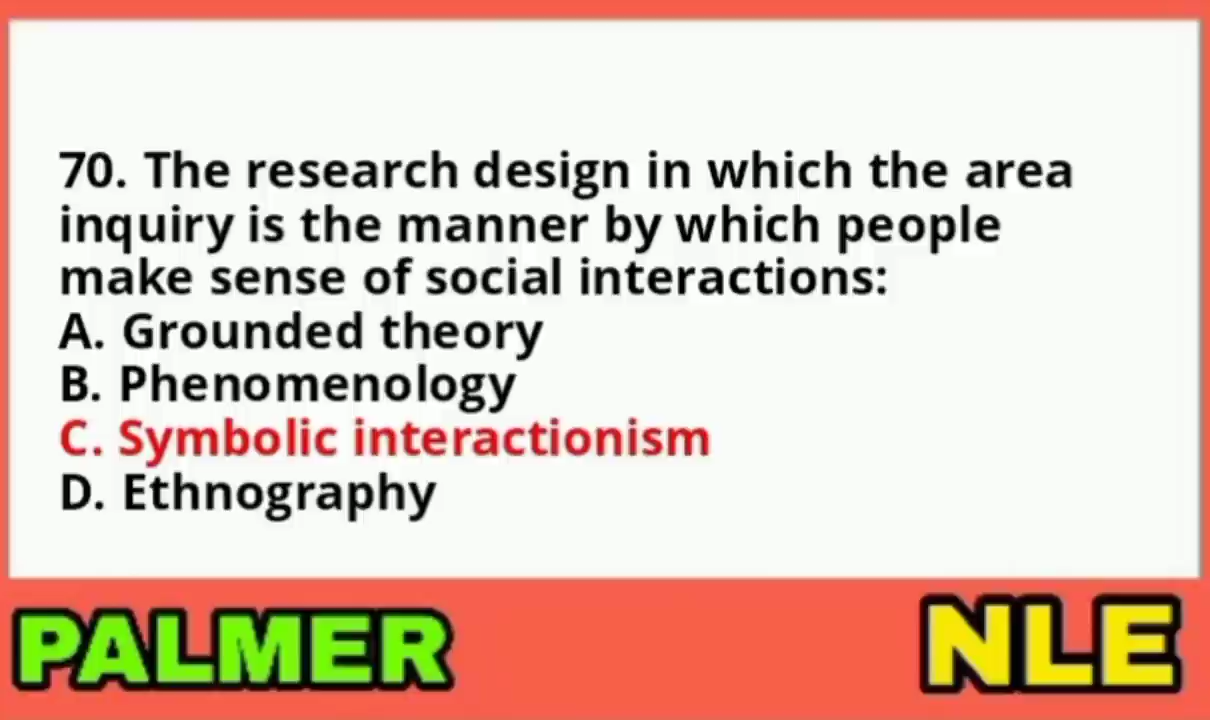 70. The research design in which the area
inquiry is the manner by which people
make sense of social interactions:
A. Grounded theory
B. Phenomenology
C. Symbolic interactionism
D. Ethnography
PALMER NLE